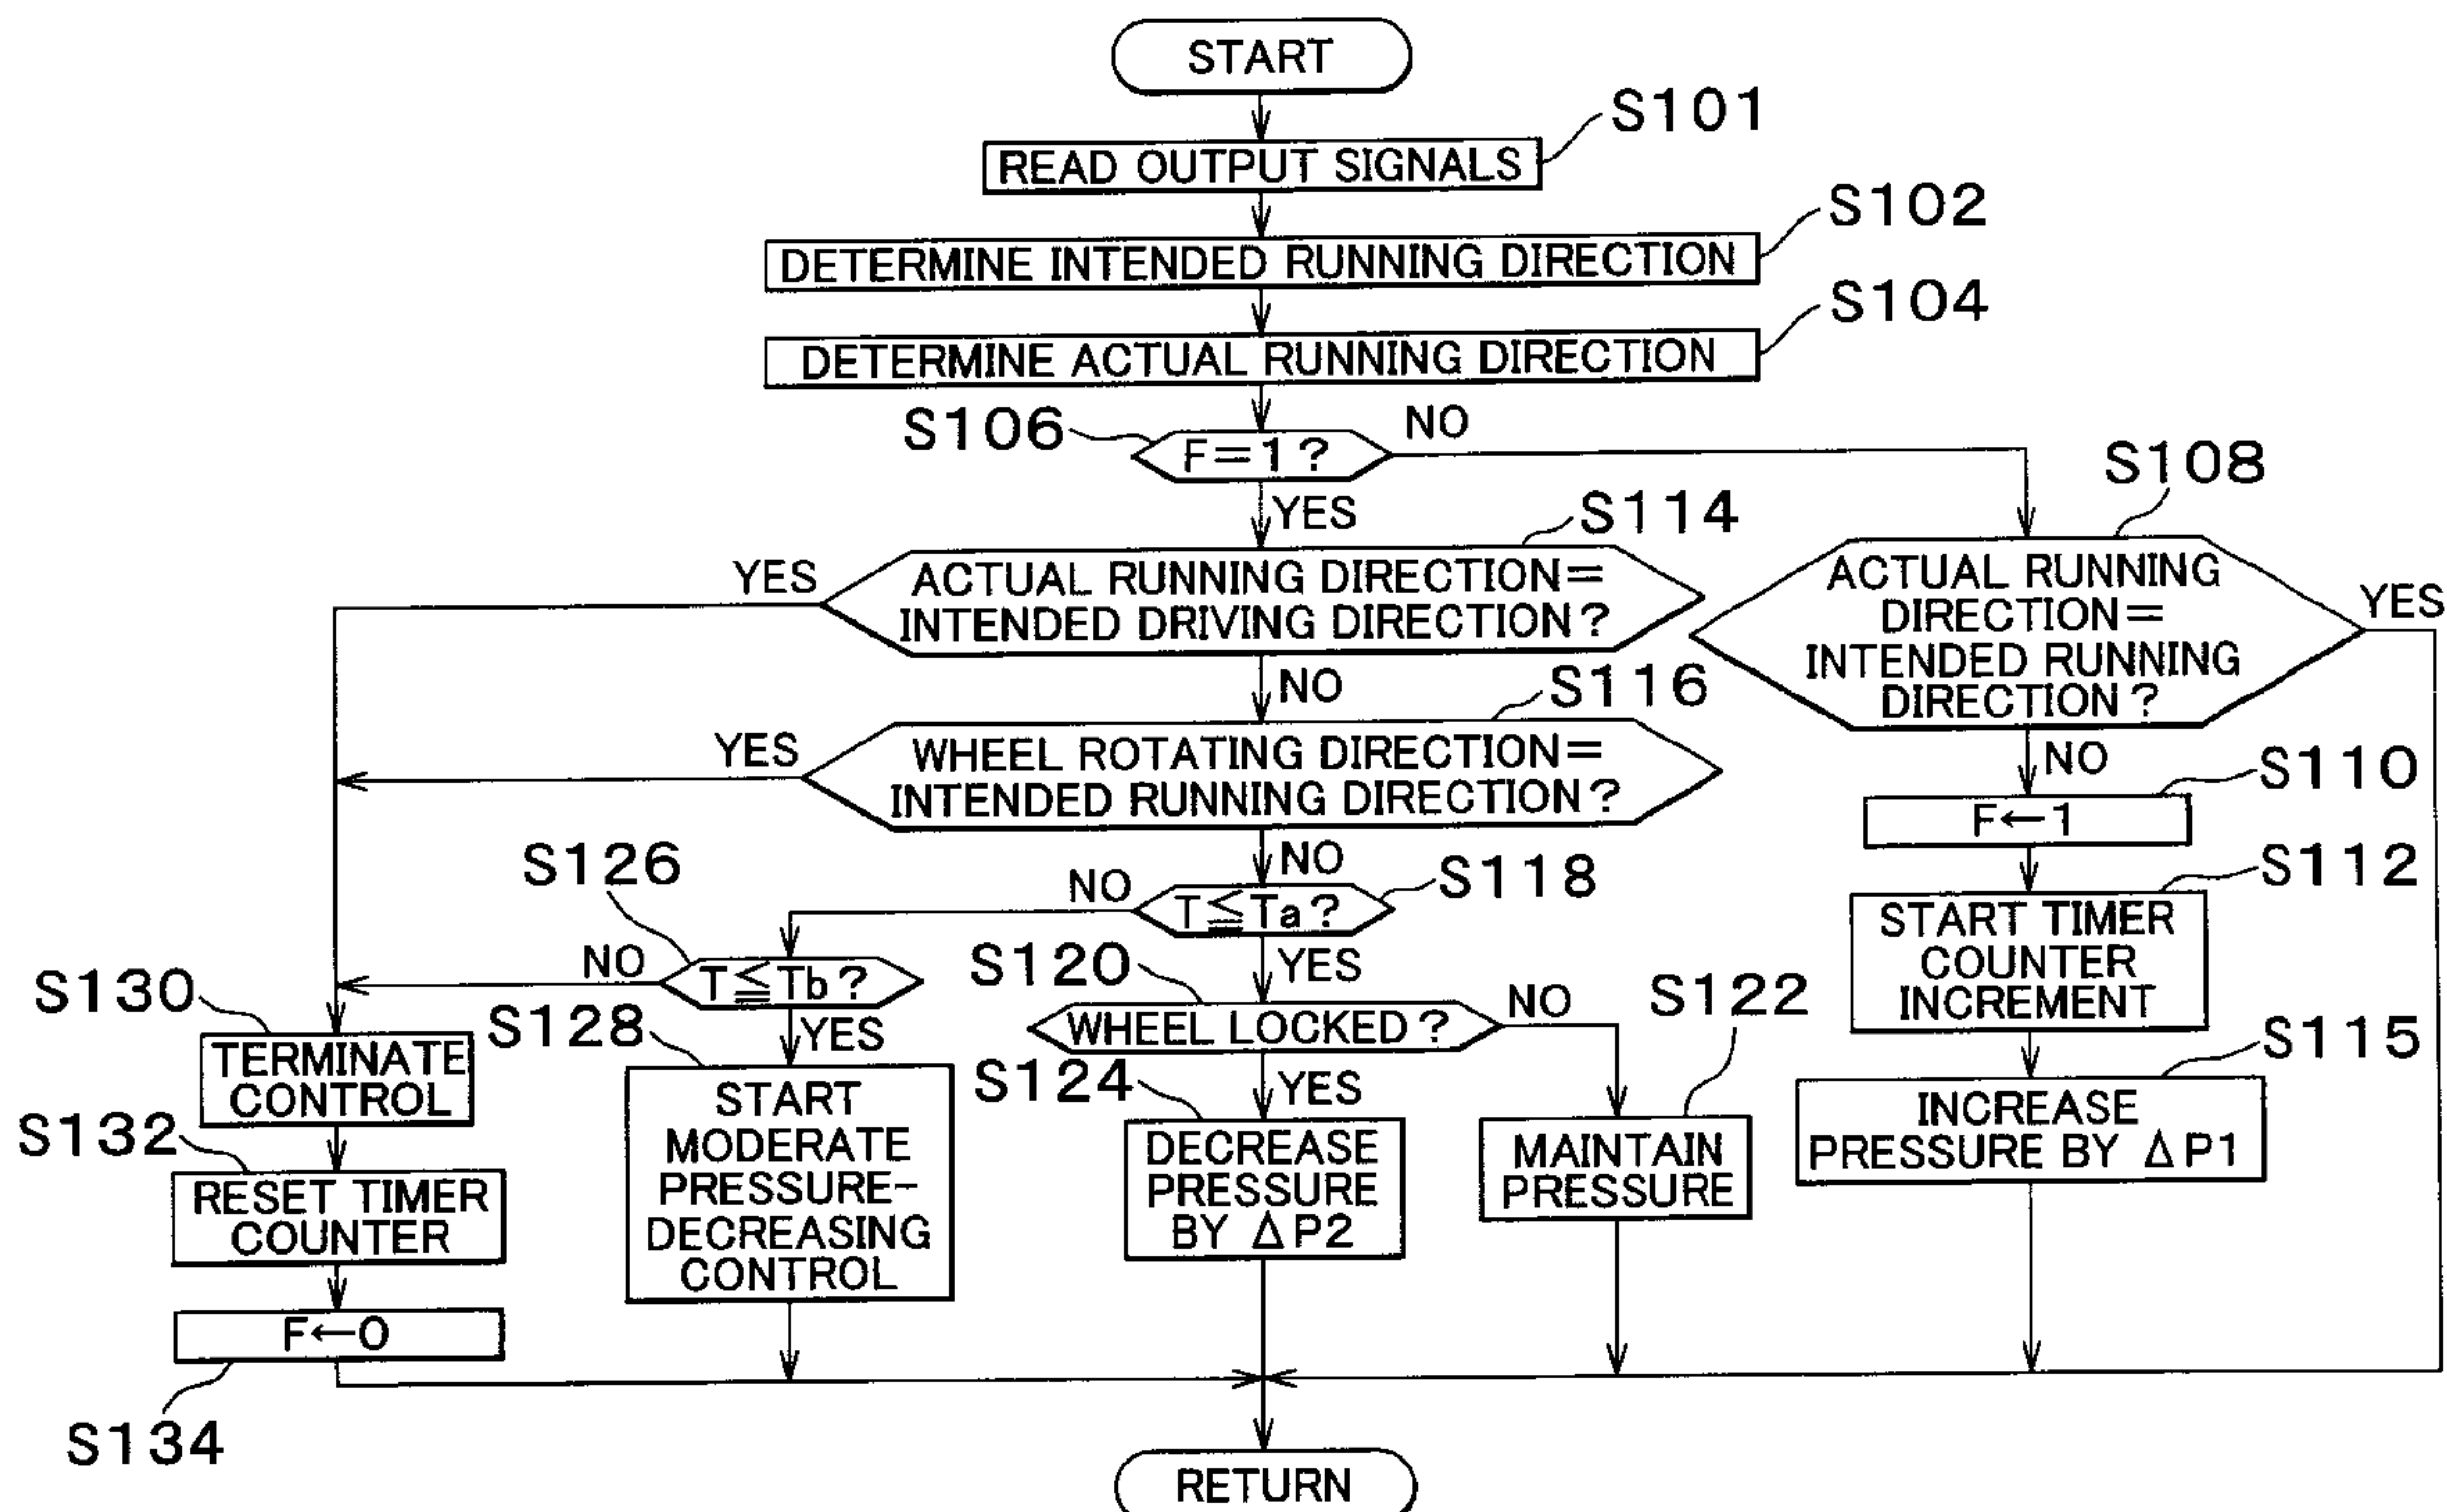 START
S101
READ OUTPUT SIGNALS
S102
DETERMINE INTENDED RUNNING DIRECTION
S104
DETERMINE ACTUAL RUNNING DIRECTION
S106
F=1?
NO
YES
S114
ACTUAL RUNNING DIRECTION=
INTENDED DRIVING DIRECTION?
YES
NO
S108
ACTUAL RUNNING
DIRECTION=
INTENDED RUNNING
DIRECTION?
YES
NO
S116
WHEEL ROTATING DIRECTION=
INTENDED RUNNING DIRECTION?
YES
NO
S110
F←1
S112
START TIMER
COUNTER
INCREMENT
S115
INCREASE
PRESSURE BY ΔP1
S118
T≦Ta?
NO
YES
S126
T≦Tb?
NO
YES
S120
WHEEL LOCKED?
NO
YES
S122
MAINTAIN
PRESSURE
S124
DECREASE
PRESSURE
BY ΔP2
S128
START
MODERATE
PRESSURE-
DECREASING
CONTROL
S130
TERMINATE
CONTROL
S132
RESET TIMER
COUNTER
F←0
S134
RETURN